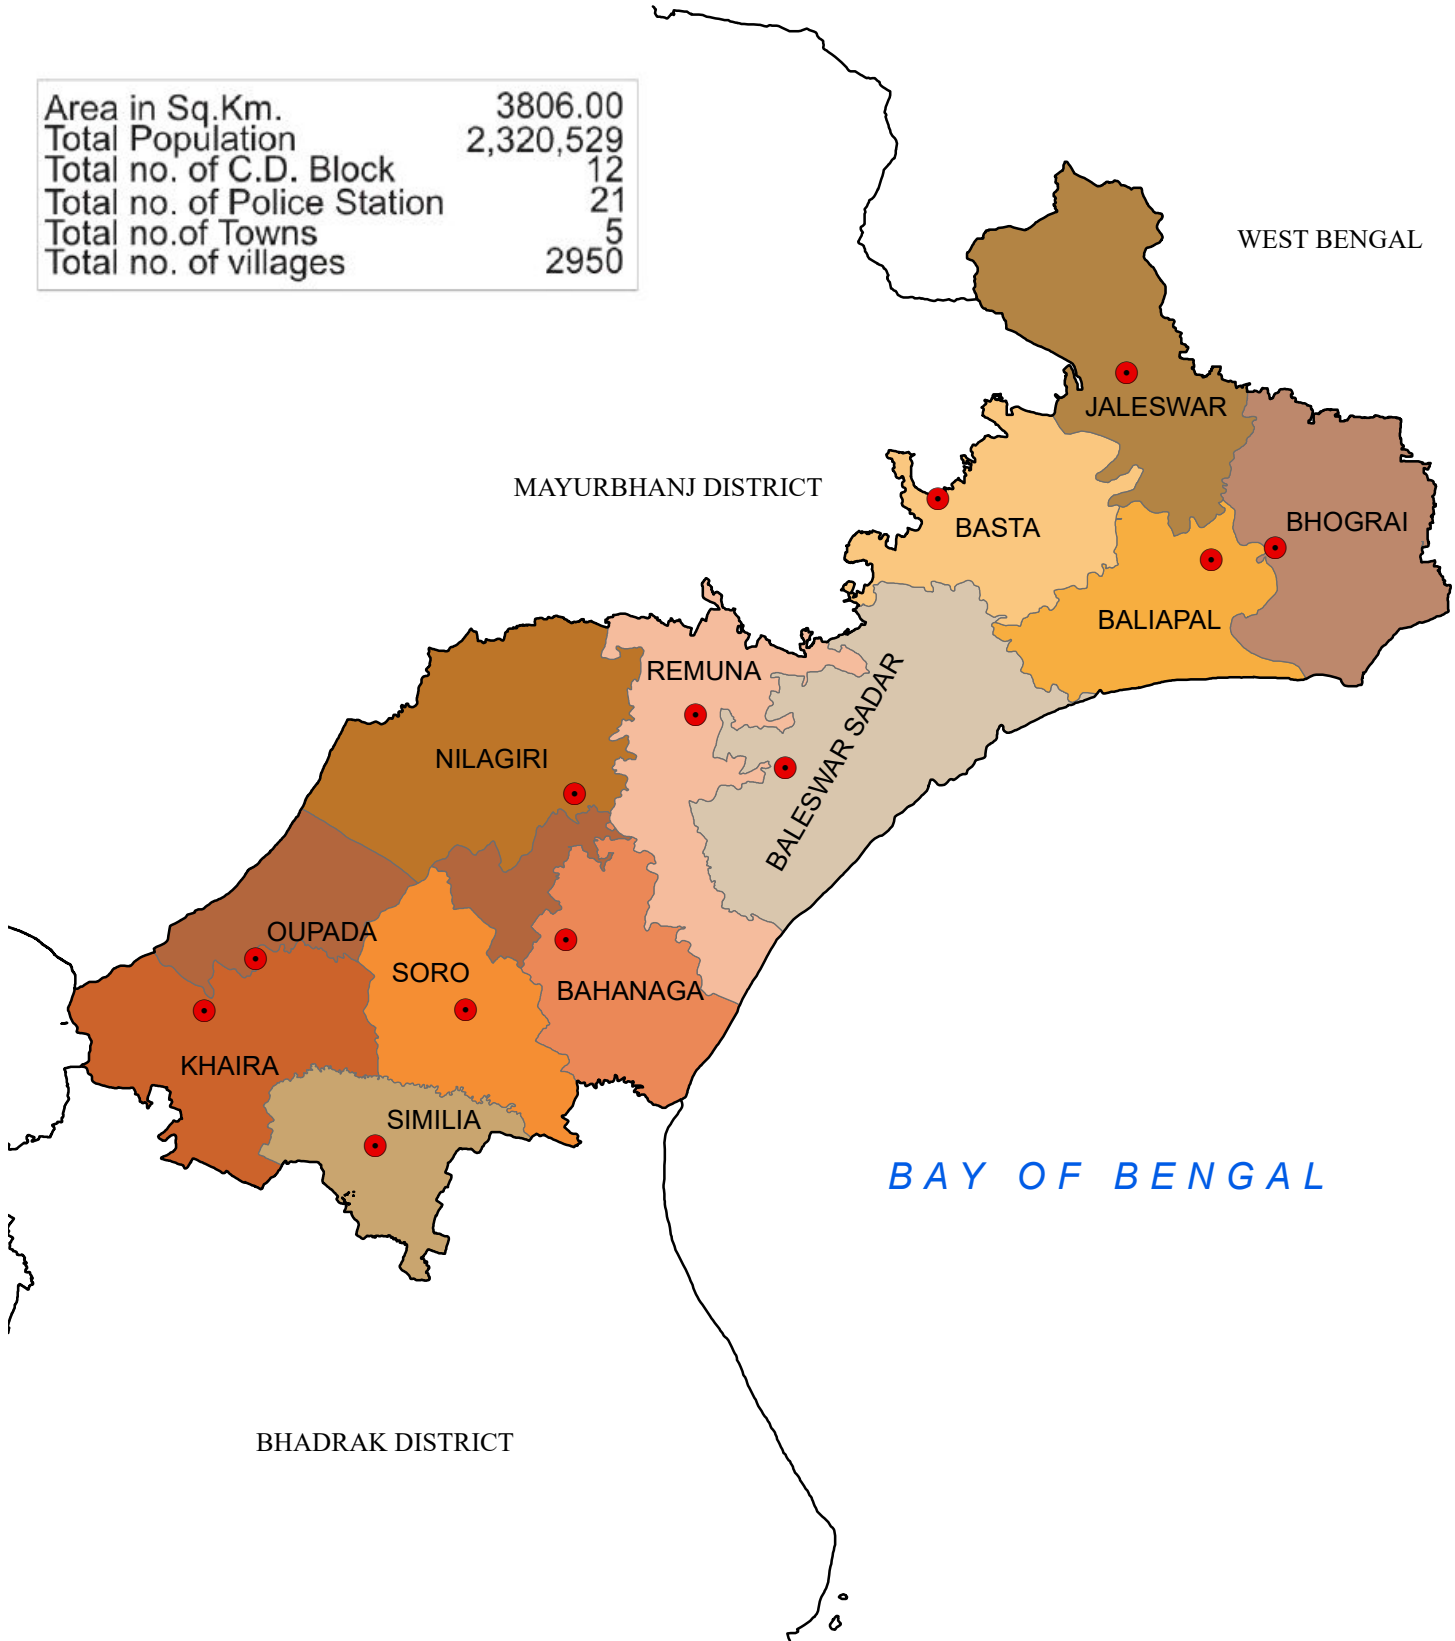 Area in Sq.Km. 3806.00
Total Population 2,320,529
Total no. of C.D. Block 12
Total no. of Police Station 21
Total no.of Towns 5
Total no. of villages 2950
WEST BENGAL
JALESWAR
MAYURBHANJ DISTRICT
BASTA
BHOGRAI
BALIAPAL
REMUNA
BALESWAR SADAR
NILAGIRI
OUPADA
SORO
BAHANAGA
KHAIRA
SIMILIA
BAY OF BENGAL
BHADRAK DISTRICT